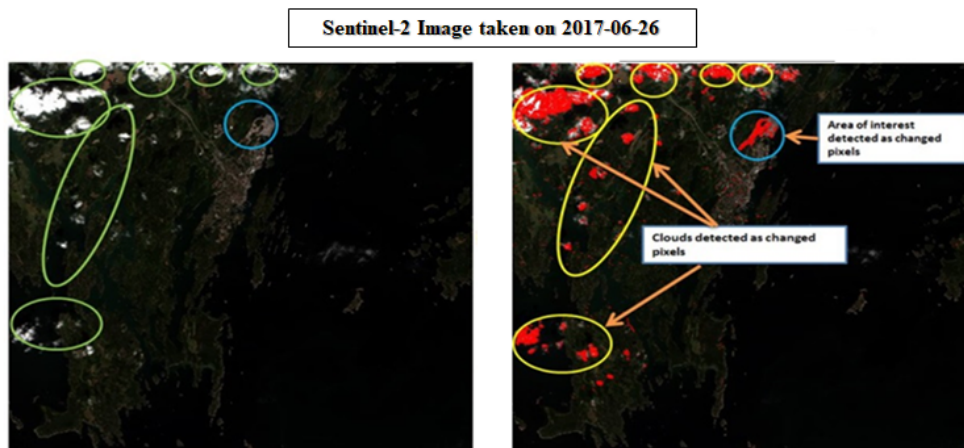 Sentinel-2 Image taken on 2017-06-26
Area of interest
detected as changed
pixels
Clouds detected as changed
pixels